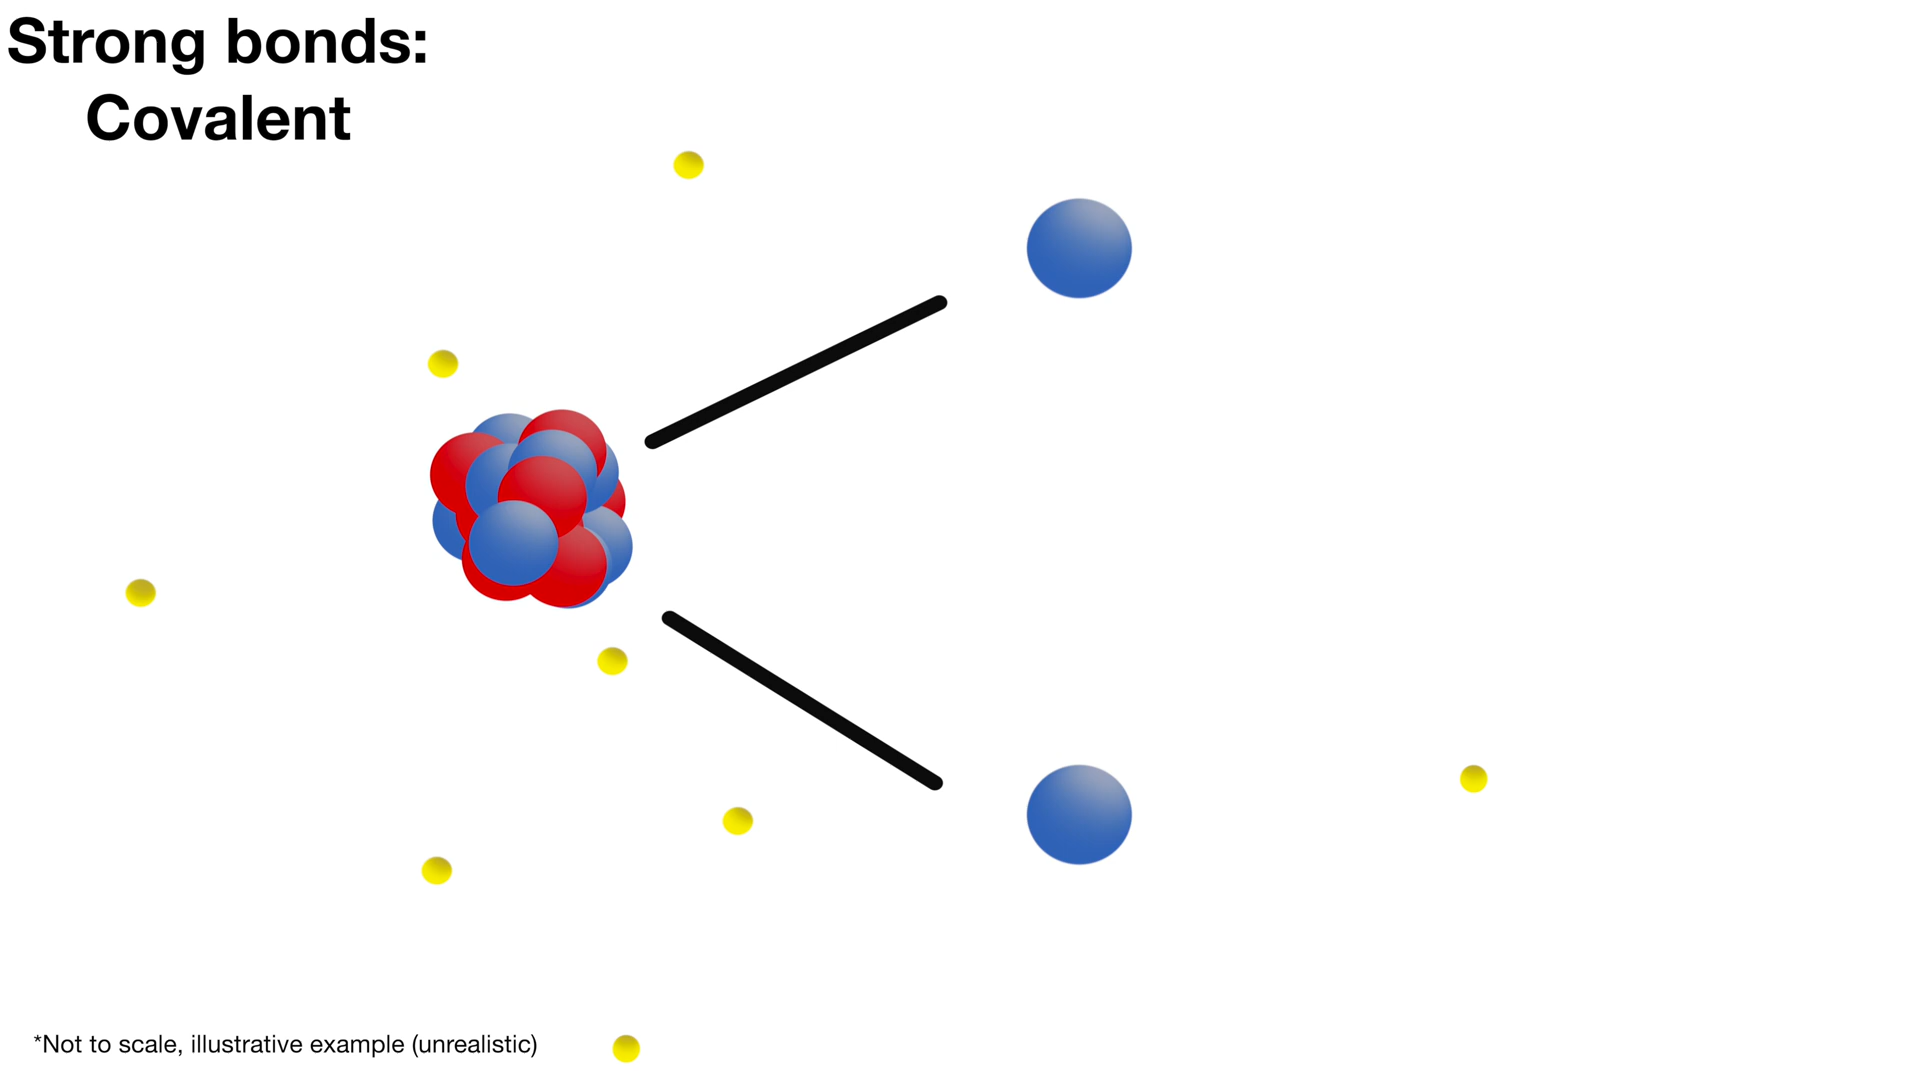 Strong bonds:
Covalent
*Not to scale, illustrative example (unrealistic)